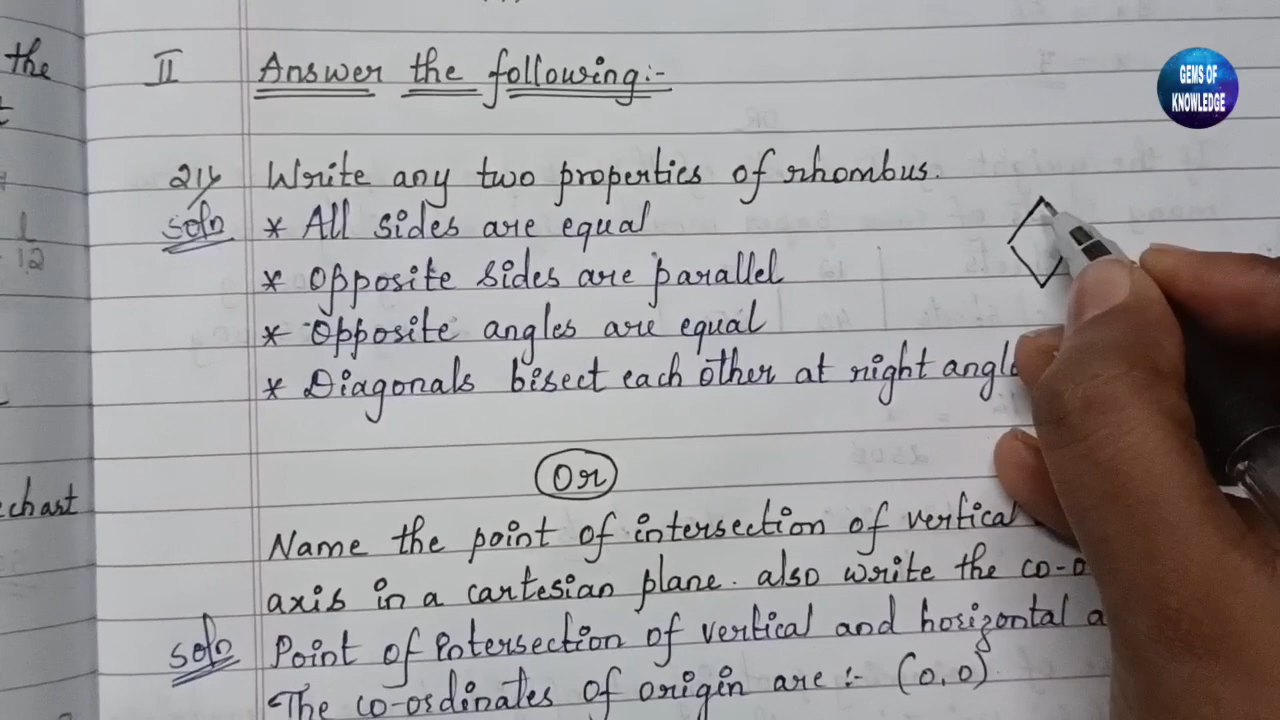 the
II Answer the following:-
21) Write any two properties of rhombus.
Soln * All sides are equal
* Opposite sides are parallel
* Opposite angles are equal
* Diagonals bisect each other at right angle
Or
chart
Name the point of intersection of vertical
axis in a cartesian plane. also write the co-o
Soln Point of intersection of vertical and horizontal a
The co-ordinates of origin are :- (0,0)
GEMS OF
KNOWLEDGE